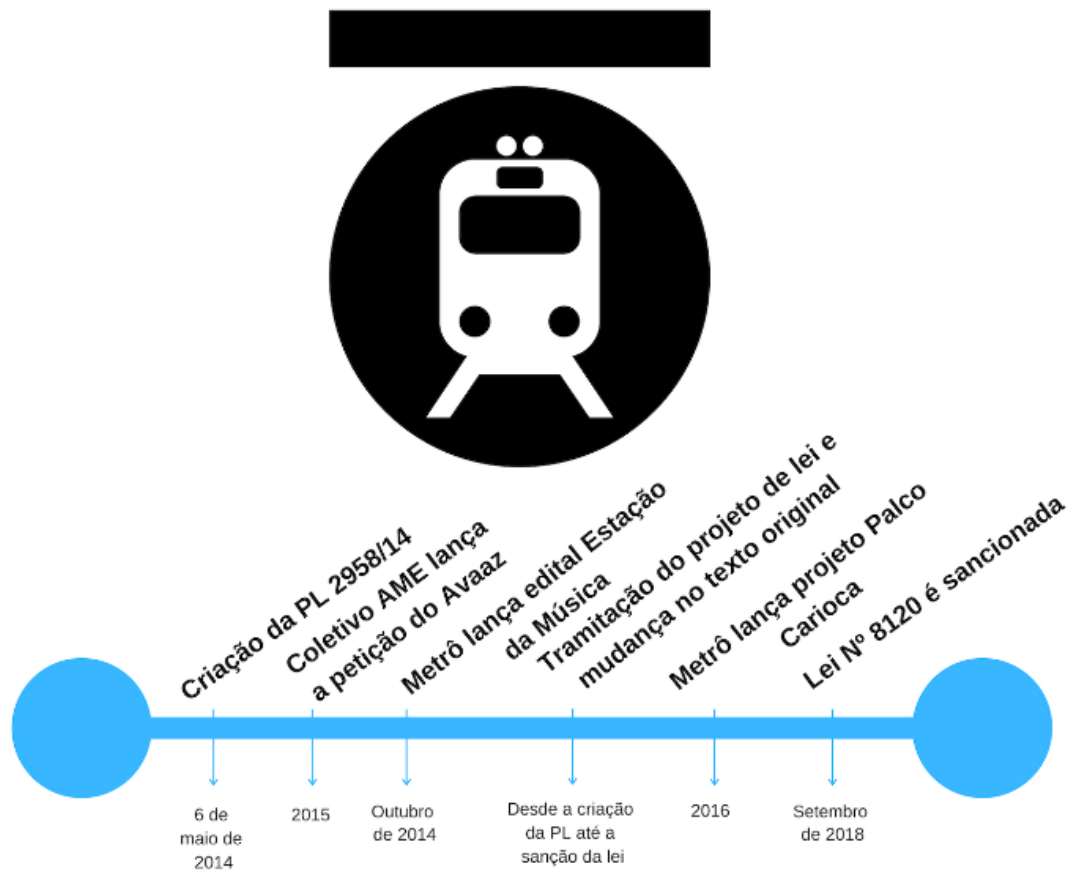 Criação da PL 2958/14
Coletivo AME lança
a petição do Avaaz
Metrô lança edital Estação
da Música
Tramitação do projeto de lei e
mudança no texto original
Metrô lança projeto Palco
Carioca
Lei Nº 8120 é sancionada
6 de
maio de
2014
2015
Outubro
de 2014
Desde a criação
da PL até a
sanção da lei
2016
Setembro
de 2018